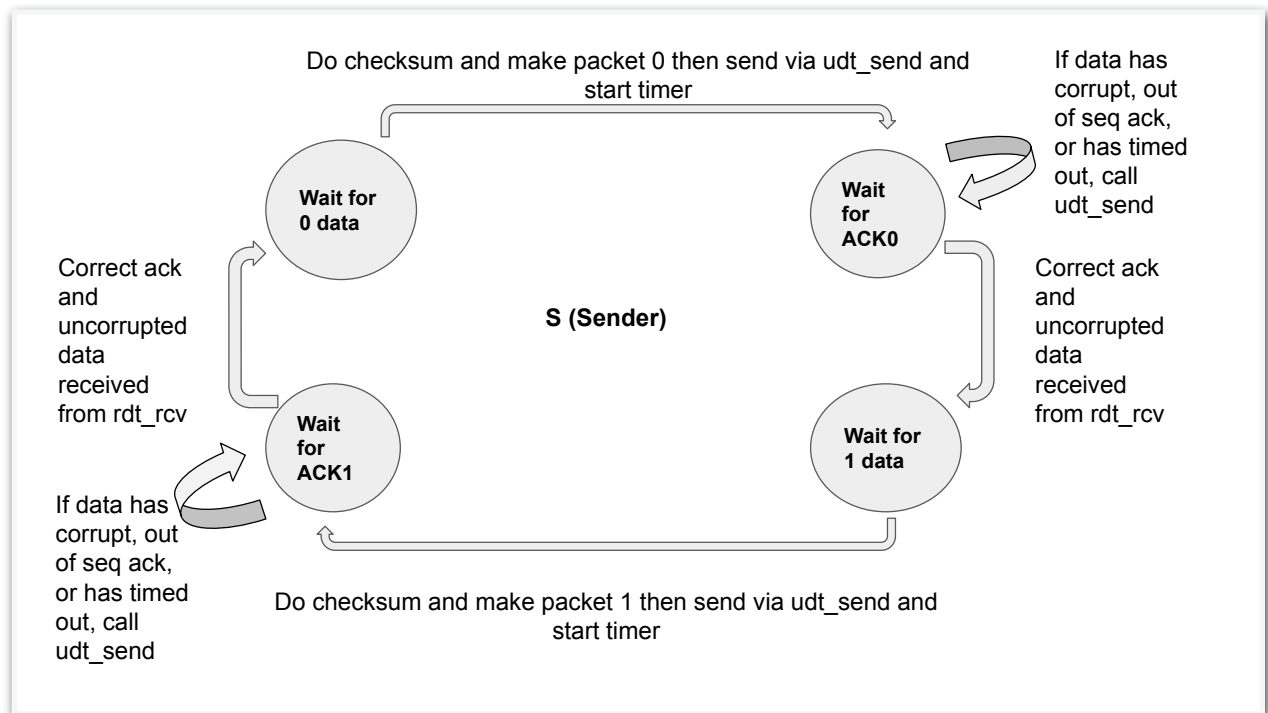 Do checksum and make packet 0 then send via udt_send and
start timer
If data has
corrupt, out
of seq ack,
or has timed
out, call
udt_send
Wait for
0 data
Wait
for
ACK0
Correct ack
and
uncorrupted
data
received
from rdt_rcv
S (Sender)
Correct ack
and
uncorrupted
data
received
from rdt_rcv
Wait
for
ACK1
Wait for
1 data
If data has
corrupt, out
of seq ack,
or has timed
out, call
udt_send
Do checksum and make packet 1 then send via udt_send and
start timer